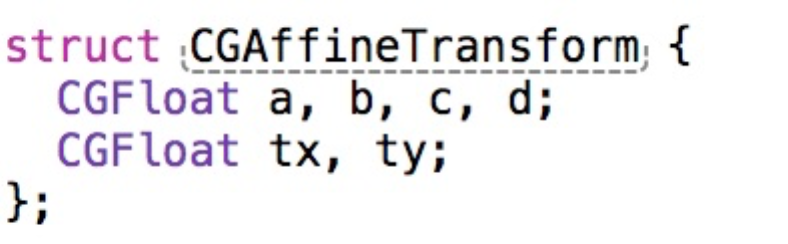 struct CGAffineTransform {
  CGFloat a, b, c, d;
  CGFloat tx, ty;
};